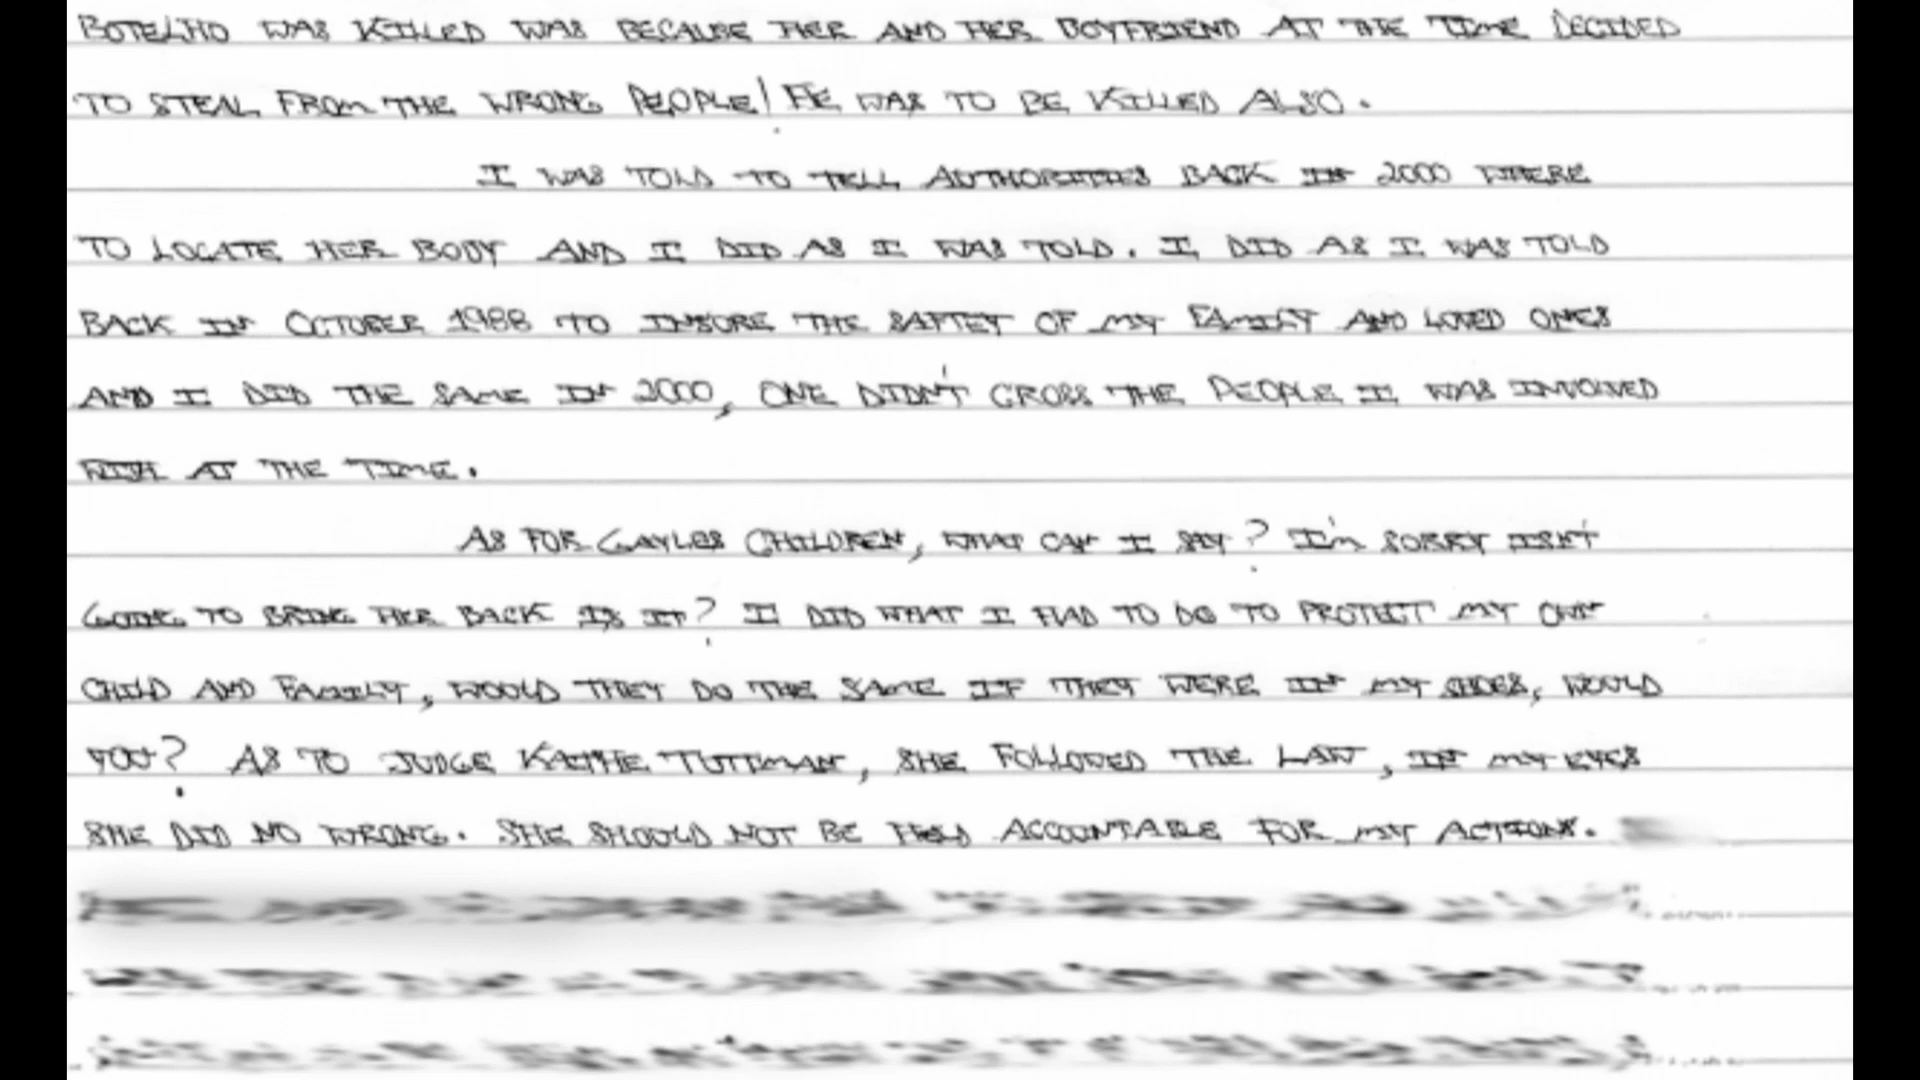 BOTELHO WAS KILLED WAS BECAUSE HER AND HER BOYFRIEND AT THE TIME DECIDED
TO STEAL FROM THE WRONG PEOPLE! HE WAS TO BE KILLED ALSO.
I WAS TOLD TO TELL AUTHORITIES BACK IN 2000 WHERE
TO LOCATE HER BODY AND I DID AS I WAS TOLD. I DID AS I WAS TOLD
BACK IN OCTOBER 1988 TO INSURE THE SAFTEY OF MY FAMILY AND LOVED ONES
AND I DID THE SAME IN 2000, ONE DIDN'T CROSS THE PEOPLE I WAS INVOLVED
WITH AT THE TIME.
AS FOR GAYLES CHILDREN, WHAT CAN I SAY? I'M SORRY ISN'T
GOING TO BRING HER BACK IS IT? I DID WHAT I HAD TO DO TO PROTECT MY OWN
CHILD AND FAMILY, WOULD THEY DO THE SAME IF THEY WERE IN MY SHOES, WOULD
YOU? AS TO JUDGE KATHE TUTTMAN, SHE FOLLOWED THE LAW, IN MY EYES
SHE DID NO WRONG. SHE SHOULD NOT BE HELD ACCOUNTABLE FOR MY ACTIONS.